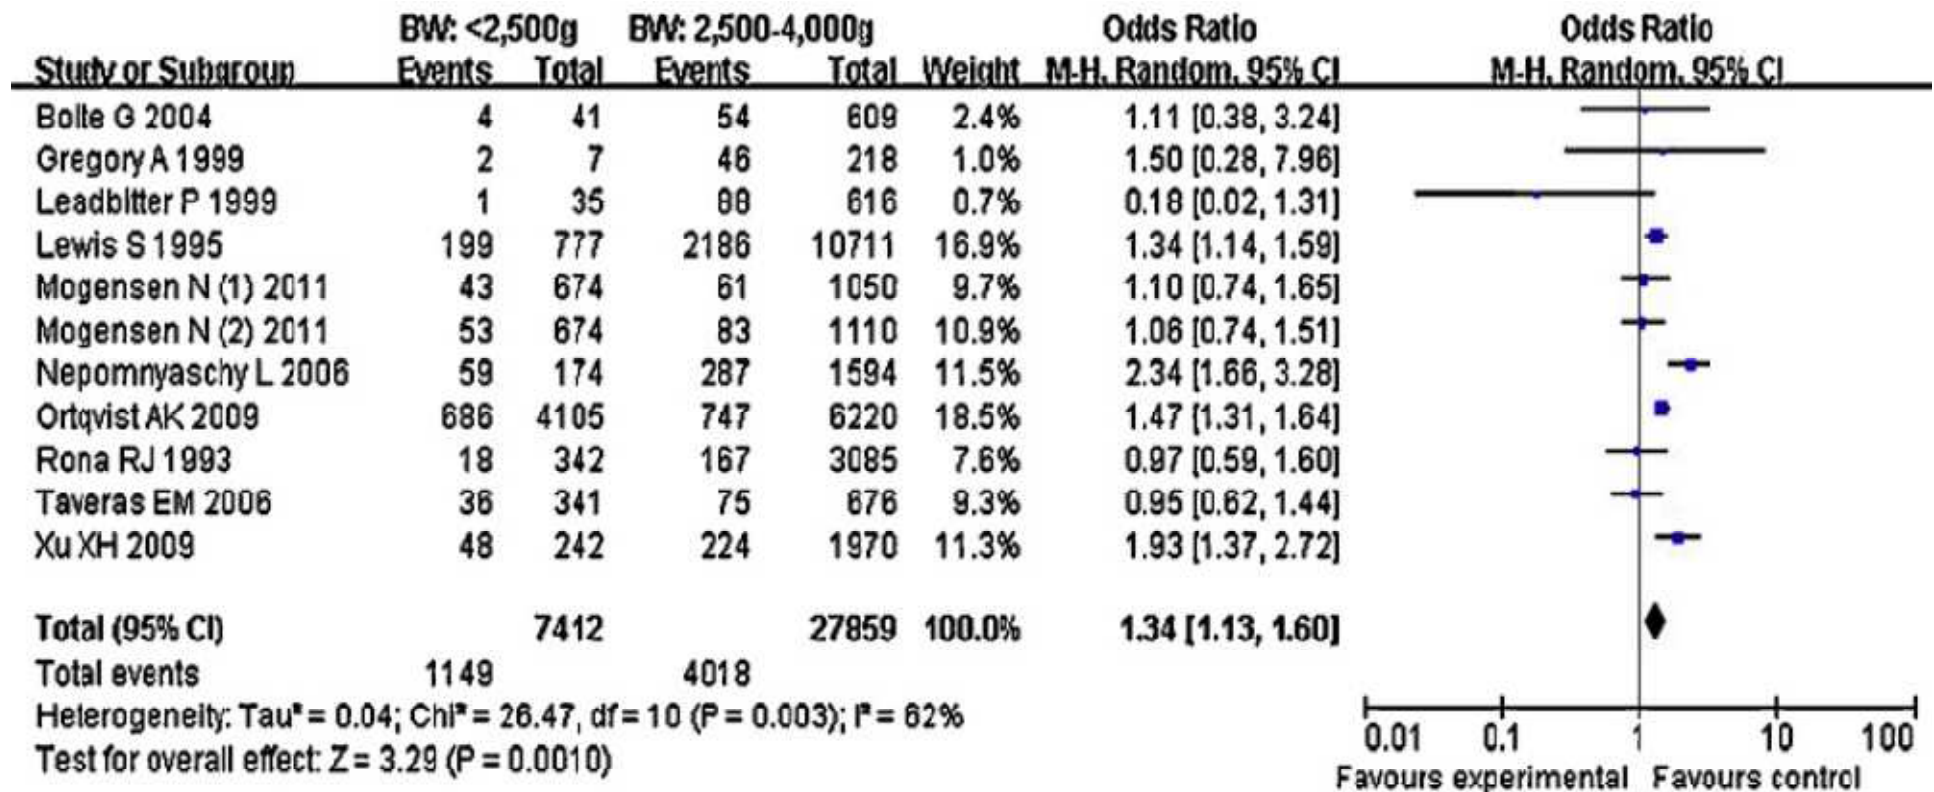 BW: <2,500g BW: 2,500-4,000g Odds Ratio Odds Ratio
Study or Subgroup Events Total Events Total Weight M-H, Random, 95% CI M-H, Random, 95% CI
Bolte G 2004 4 41 54 609 2.4% 1.11 [0.38, 3.24]
Gregory A 1999 2 7 46 218 1.0% 1.50 [0.28, 7.96]
Leadbitter P 1999 1 35 88 616 0.7% 0.18 [0.02, 1.31]
Lewis S 1995 199 777 2186 10711 16.9% 1.34 [1.14, 1.59]
Mogensen N (1) 2011 43 674 61 1050 9.7% 1.10 [0.74, 1.65]
Mogensen N (2) 2011 53 674 83 1110 10.9% 1.06 [0.74, 1.51]
Nepomnyaschy L 2006 59 174 287 1594 11.5% 2.34 [1.66, 3.28]
Ortqvist AK 2009 686 4105 747 6220 18.5% 1.47 [1.31, 1.64]
Rona RJ 1993 18 342 167 3085 7.6% 0.97 [0.59, 1.60]
Taveras EM 2006 36 341 75 676 9.3% 0.95 [0.62, 1.44]
Xu XH 2009 48 242 224 1970 11.3% 1.93 [1.37, 2.72]
Total (95% CI) 7412 27859 100.0% 1.34 [1.13, 1.60]
Total events 1149 4018
Heterogeneity: Tau² = 0.04; Chi² = 26.47, df = 10 (P = 0.003); I² = 62%
Test for overall effect: Z = 3.29 (P = 0.0010)
0.01 0.1 1 10 100
Favours experimental Favours control